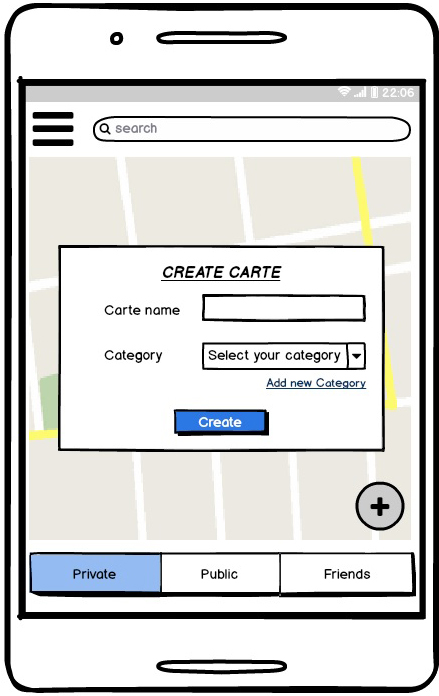 22:06
search
CREATE CARTE
Carte name
Category
Select your category
Add new Category
Create
Private
Public
Friends